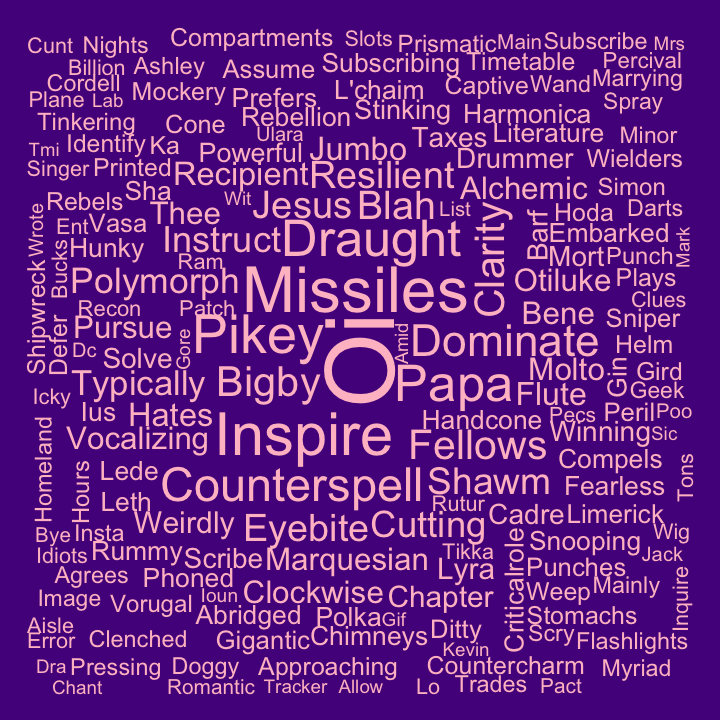 Cunt Nights Compartments Slots Prismatic Main Subscribe Mrs
Billion Ashley Assume Subscribing Timetable Percival
Cordell Mockery Prefers L'chaim Captive Wand Marrying
Plane Lab Rebellion Stinking Harmonica Spray
Tinkering Cone Ulara Taxes Literature Minor
Tmi Identify Ka Powerful Jumbo Drummer Wielders
Singer Printed Recipient Resilient Alchemic Simon
Rebels Sha Wit Jesus Blah List Hoda Darts
Wrote Ent Vasa Thee Clarity Barf Embarked Mark
Hunky Instruct Draught Mort Punch
Bucks Polymorph Ram Missiles Otiluke Plays
Shipwreck Recon Patch Bene Clues
Defer Pursue Pikey Ö Amid Dominate Sniper
Dc Solve Gore Molto Gin Helm
Typically Bigby Papa Flute Gird
Icky Geek
Ius Hates Inspire Handcone Pecs Peril Poo
Homeland Vocalizing Fellows Winning Sic
Hours Lede Counterspell Shawm Compels Tons
Leth Rutur Fearless
Bye Insta Weirdly Eyebite Cutting Cadre Limerick
Idiots Rummy Scribe Marquesian Tikka Criticalrole Snooping Wig
Jack
Agrees Phoned Lyra Punches
Image Vorugal Ioun Clockwise Chapter Weep Mainly Inquire
Aisle Abridged Polka Gif Ditty Stomachs
Error Clenched Gigantic Chimneys Kevin Scry Flashlights
Dra Pressing Doggy Approaching Countercharm Myriad
Chant Romantic Tracker Allow Lo Trades Pact